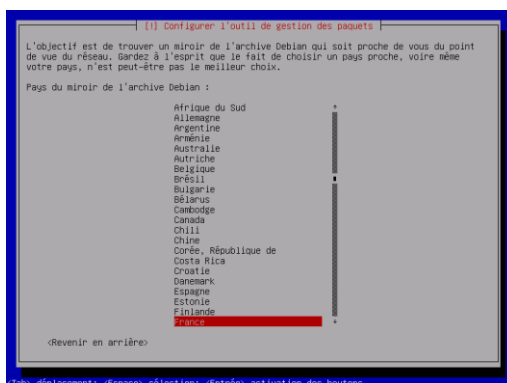 [!] Configurer l'outil de gestion des paquets
L'objectif est de trouver un miroir de l'archive Debian qui soit proche de vous du point
de vue du réseau. Gardez à l'esprit que le fait de choisir un pays proche, voire même
votre pays, n'est peut-être pas le meilleur choix.
Pays du miroir de l'archive Debian :
Afrique du Sud
Allemagne
Argentine
Arménie
Australie
Autriche
Belgique
Brésil
Bulgarie
Bélarus
Cambodge
Canada
Chili
Chine
Corée, République de
Costa Rica
Croatie
Danemark
Espagne
Estonie
Finlande
France
<Revenir en arrière>
<Tab> déplacement; <Espace> sélection; <Entrée> activation des boutons